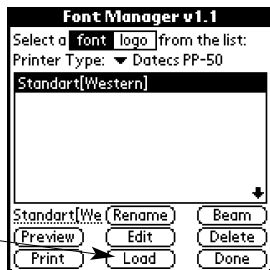 Font Manager v1.1
Select a font logo from the list:
Printer Type: Datecs PP-50
Standart[Western]
Standart[We Rename Beam
Preview Edit Delete
Print Load Done